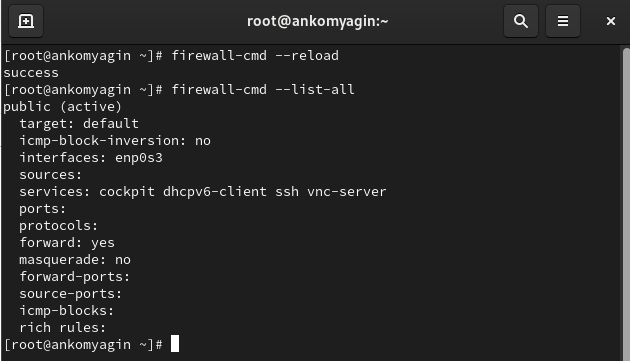 root@ankomyagin:~
[root@ankomyagin ~]# firewall-cmd --reload
success
[root@ankomyagin ~]# firewall-cmd --list-all
public (active)
  target: default
  icmp-block-inversion: no
  interfaces: enp0s3
  sources:
  services: cockpit dhcpv6-client ssh vnc-server
  ports:
  protocols:
  forward: yes
  masquerade: no
  forward-ports:
  source-ports:
  icmp-blocks:
  rich rules:
[root@ankomyagin ~]#